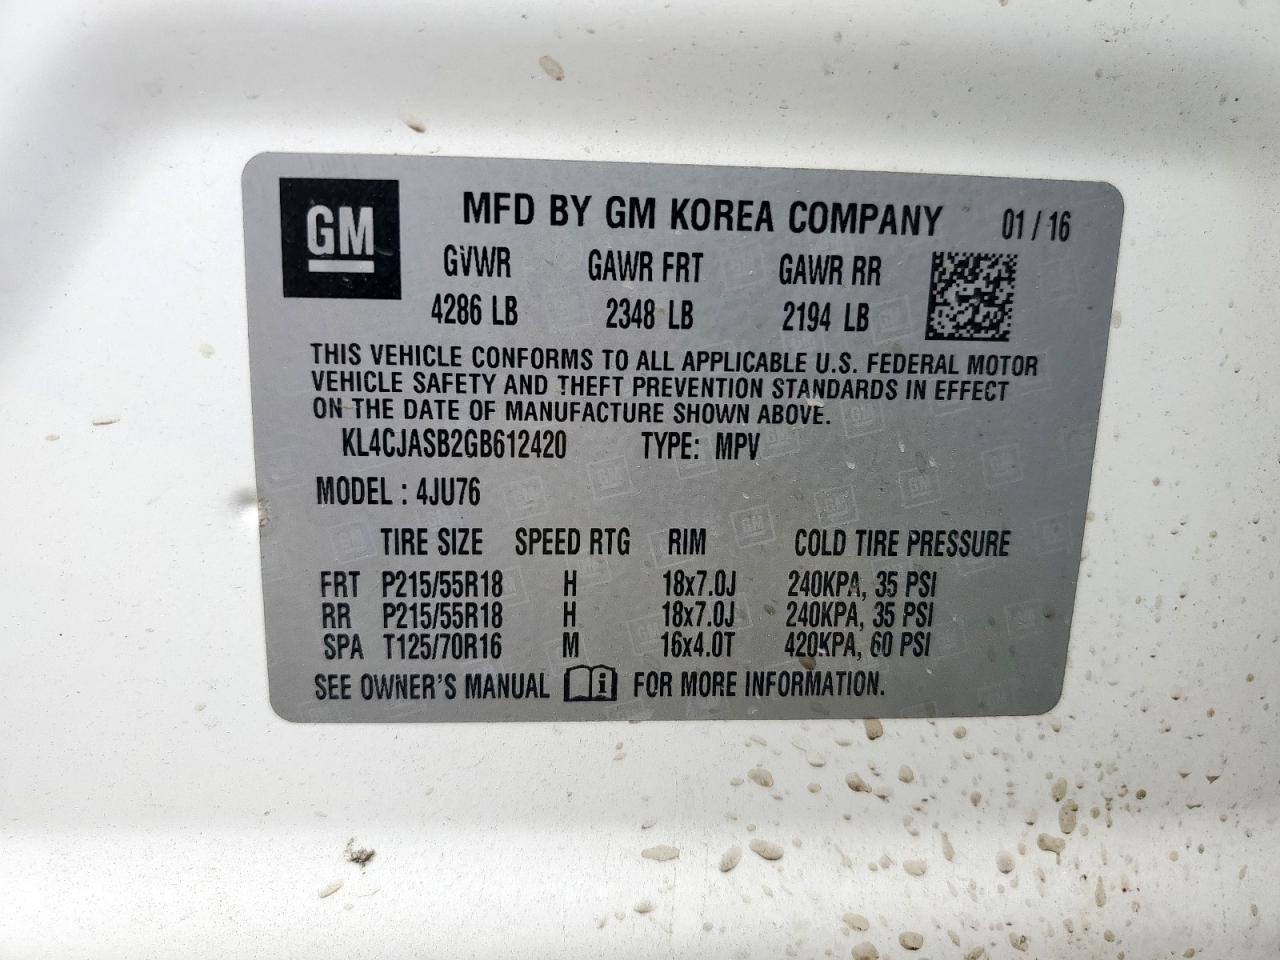 GM
MFD BY GM KOREA COMPANY 01 / 16
GVWR GAWR FRT GAWR RR
4286 LB 2348 LB 2194 LB
THIS VEHICLE CONFORMS TO ALL APPLICABLE U.S. FEDERAL MOTOR
VEHICLE SAFETY AND THEFT PREVENTION STANDARDS IN EFFECT
ON THE DATE OF MANUFACTURE SHOWN ABOVE.
KL4CJASB2GB612420 TYPE: MPV
MODEL : 4JU76
TIRE SIZE SPEED RTG RIM COLD TIRE PRESSURE
FRT P215/55R18 H 18x7.0J 240KPA, 35 PSI
RR P215/55R18 H 18x7.0J 240KPA, 35 PSI
SPA T125/70R16 M 16x4.0T 420KPA, 60 PSI
SEE OWNER'S MANUAL i FOR MORE INFORMATION.